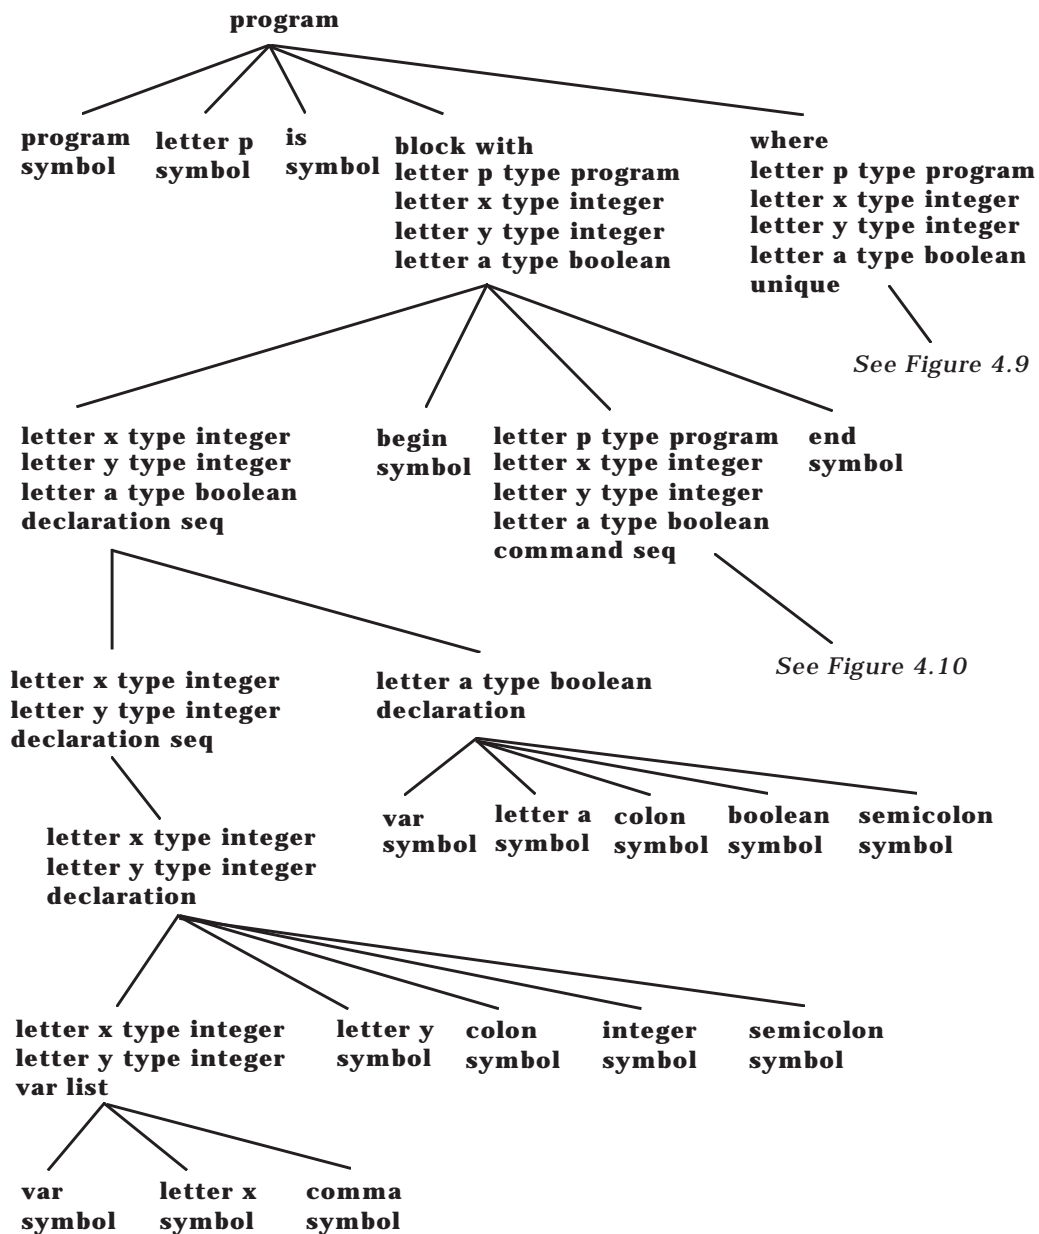 program
program
symbol
letter p
symbol
is
symbol
block with
letter p type program
letter x type integer
letter y type integer
letter a type boolean
where
letter p type program
letter x type integer
letter y type integer
letter a type boolean
unique
See Figure 4.9
letter x type integer
letter y type integer
letter a type boolean
declaration seq
begin
symbol
letter p type program
letter x type integer
letter y type integer
letter a type boolean
command seq
end
symbol
See Figure 4.10
letter x type integer
letter y type integer
declaration seq
letter a type boolean
declaration
var
symbol
letter a
symbol
colon
symbol
boolean
symbol
semicolon
symbol
letter x type integer
letter y type integer
declaration
letter x type integer
letter y type integer
var list
letter y
symbol
colon
symbol
integer
symbol
semicolon
symbol
var
symbol
letter x
symbol
comma
symbol